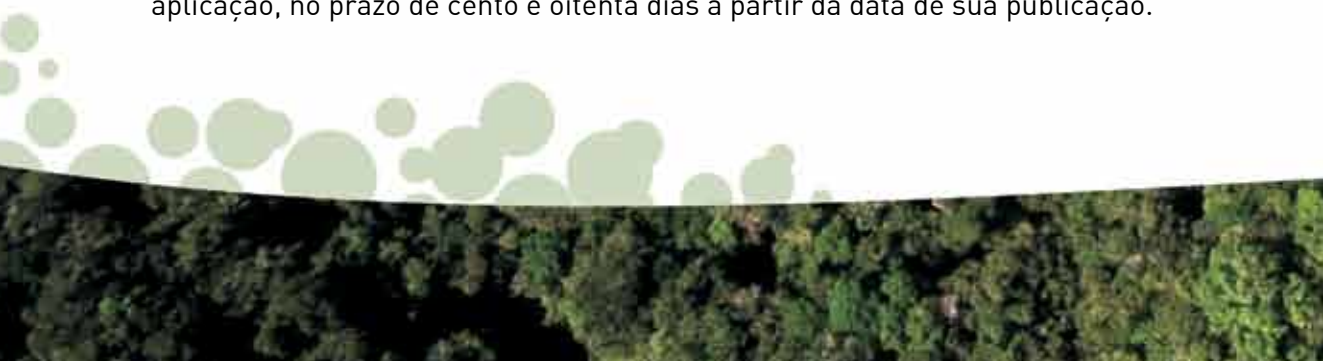 aplicação, no prazo de cento e oitenta dias a partir da data de sua publicação.